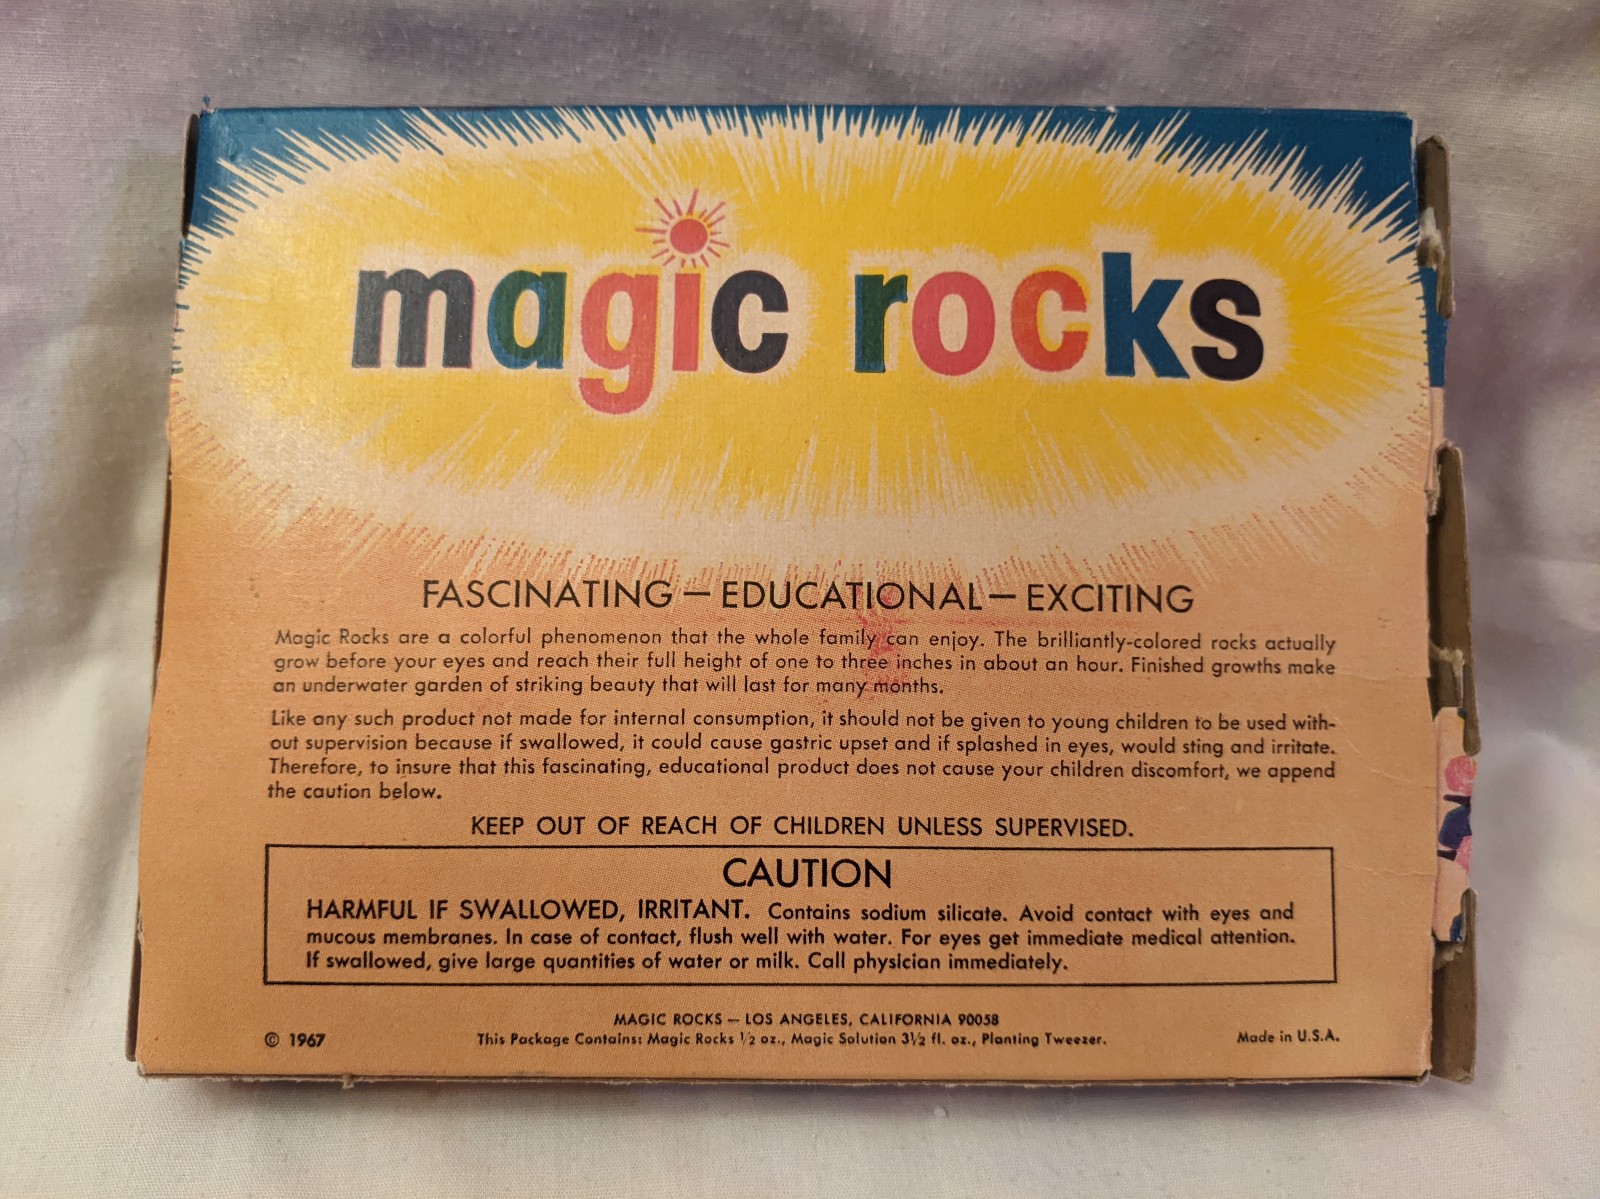 magic rocks
FASCINATING — EDUCATIONAL — EXCITING
Magic Rocks are a colorful phenomenon that the whole family can enjoy. The brilliantly-colored rocks actually
grow before your eyes and reach their full height of one to three inches in about an hour. Finished growths make
an underwater garden of striking beauty that will last for many months.
Like any such product not made for internal consumption, it should not be given to young children to be used with-
out supervision because if swallowed, it could cause gastric upset and if splashed in eyes, would sting and irritate.
Therefore, to insure that this fascinating, educational product does not cause your children discomfort, we append
the caution below.
KEEP OUT OF REACH OF CHILDREN UNLESS SUPERVISED.
CAUTION
HARMFUL IF SWALLOWED, IRRITANT. Contains sodium silicate. Avoid contact with eyes and
mucous membranes. In case of contact, flush well with water. For eyes get immediate medical attention.
If swallowed, give large quantities of water or milk. Call physician immediately.
MAGIC ROCKS — LOS ANGELES, CALIFORNIA 90058
© 1967 This Package Contains: Magic Rocks 1/2 oz., Magic Solution 3 1/2 fl. oz., Planting Tweezer. Made in U.S.A.